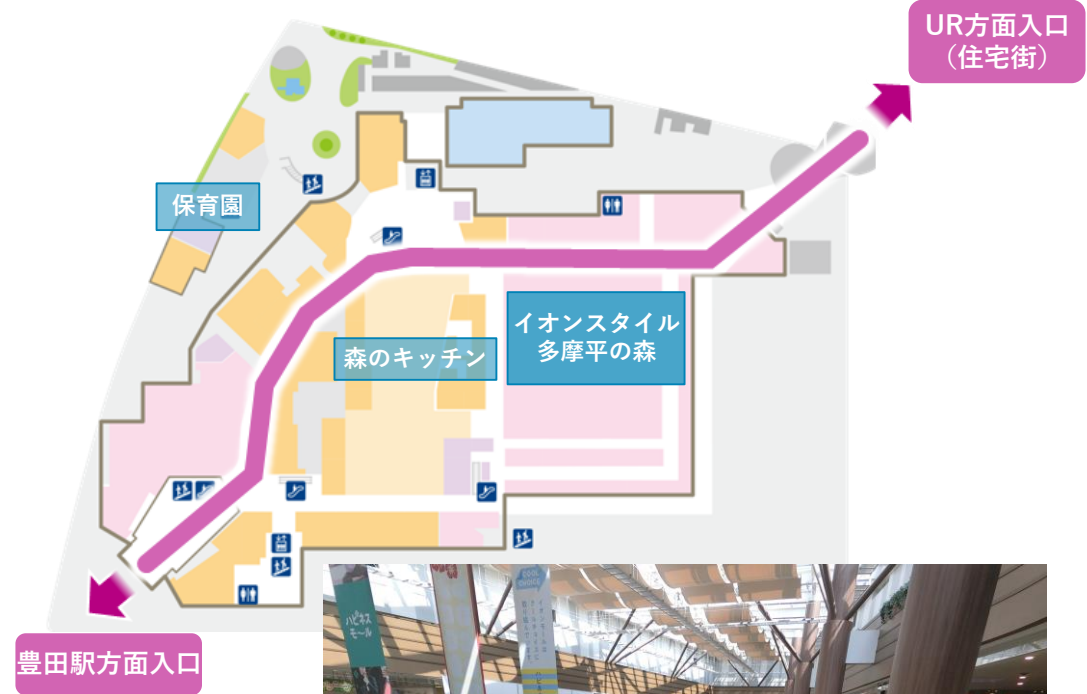 UR方面入口
（住宅街）
保育園
イオンスタイル
多摩平の森
森のキッチン
豊田駅方面入口
ハピネス
モール